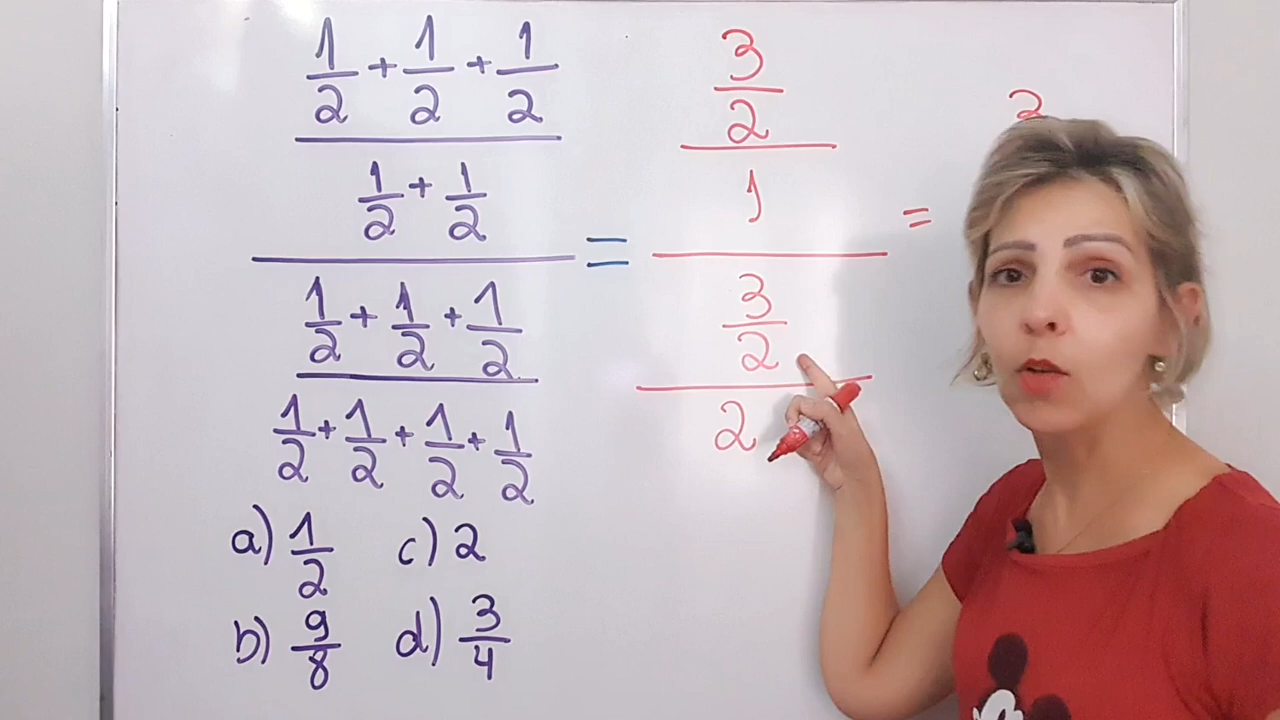 1/2 + 1/2 + 1/2
1/2 + 1/2
1/2 + 1/2 + 1/2
1/2 + 1/2 + 1/2 + 1/2
=
3/2
1
3/2
2
=
a) 1/2
c) 2
b) 9/8
d) 3/4